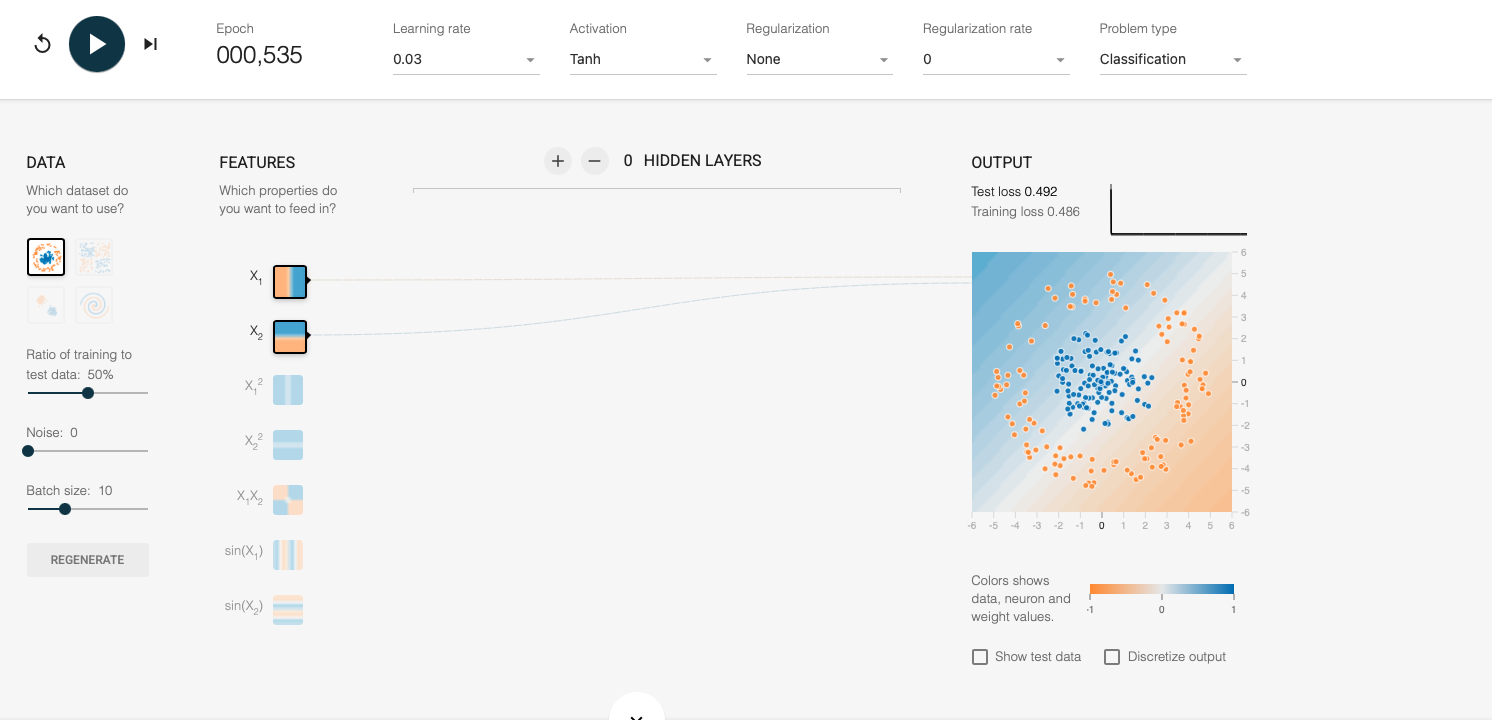 Epoch
000,535
Learning rate
0.03
Activation
Tanh
Regularization
None
Regularization rate
0
Problem type
Classification
DATA
Which dataset do
you want to use?
Ratio of training to
test data: 50%
Noise: 0
Batch size: 10
REGENERATE
FEATURES
Which properties do
you want to feed in?
X1
X2
X1²
X2²
X1X2
sin(X1)
sin(X2)
+ − 0 HIDDEN LAYERS
OUTPUT
Test loss 0.492
Training loss 0.486
6
5
4
3
2
1
0
-1
-2
-3
-4
-5
-6
-6 -5 -4 -3 -2 -1 0 1 2 3 4 5 6
Colors shows
data, neuron and
weight values.
-1 0 1
Show test data
Discretize output